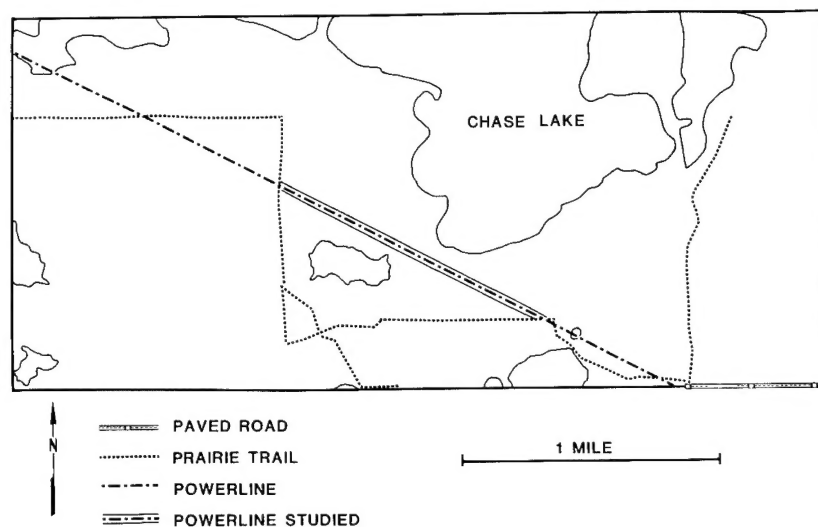 CHASE LAKE
N
PAVED ROAD
PRAIRIE TRAIL
POWERLINE
POWERLINE STUDIED
1 MILE